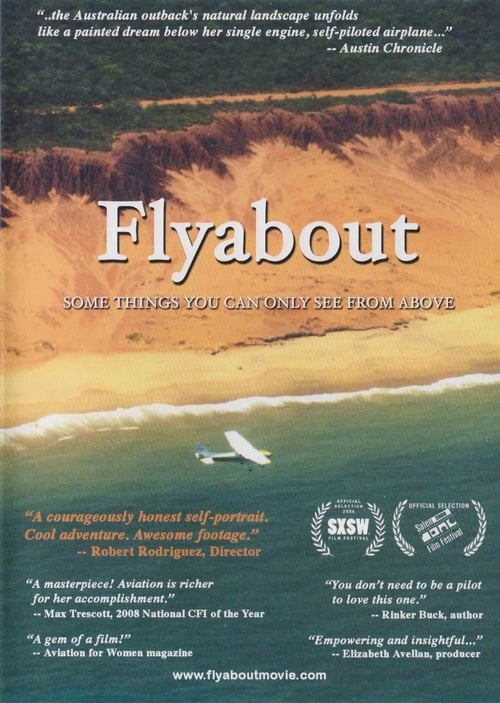 “..the Australian outback's natural landscape unfolds
like a painted dream below her single engine, self-piloted airplane...”
-- Austin Chronicle
Flyabout
SOME THINGS YOU CAN ONLY SEE FROM ABOVE
“A courageously honest self-portrait.
Cool adventure. Awesome footage.”
-- Robert Rodriguez, Director
OFFICIAL
SELECTION
2006
SXSW
FILM FESTIVAL
OFFICIAL SELECTION
Salem
Film Festival
“A masterpiece! Aviation is richer
for her accomplishment.”
-- Max Trescott, 2008 National CFI of the Year
“You don't need to be a pilot
to love this one.”
-- Rinker Buck, author
“A gem of a film!”
-- Aviation for Women magazine
“Empowering and insightful...”
-- Elizabeth Avellan, producer
www.flyaboutmovie.com